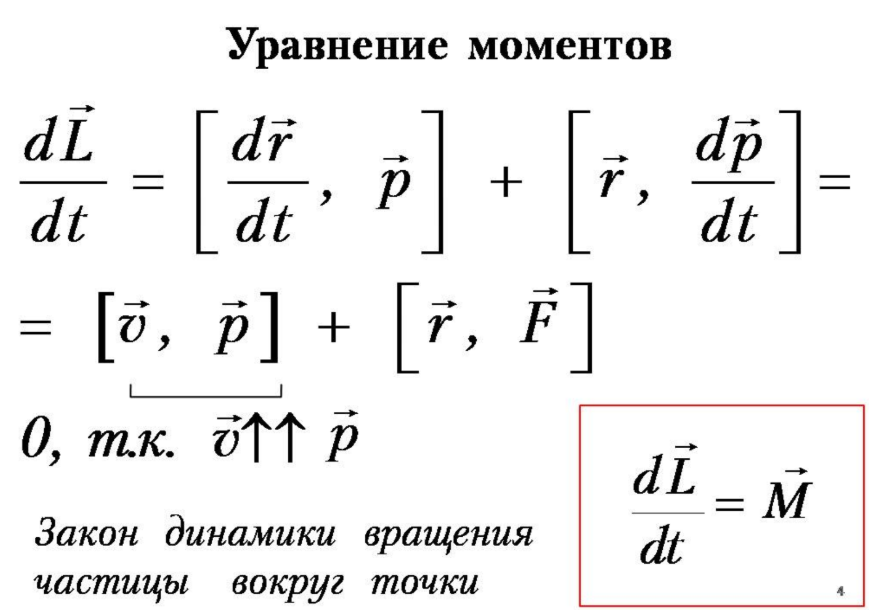 Уравнение моментов
dL⃗/dt = [dr⃗/dt, p⃗] + [r⃗, dp⃗/dt] =
= [v⃗, p⃗] + [r⃗, F⃗]
0, т.к. v⃗↑↑ p⃗
dL⃗/dt = M⃗
Закон динамики вращения
частицы вокруг точки
4